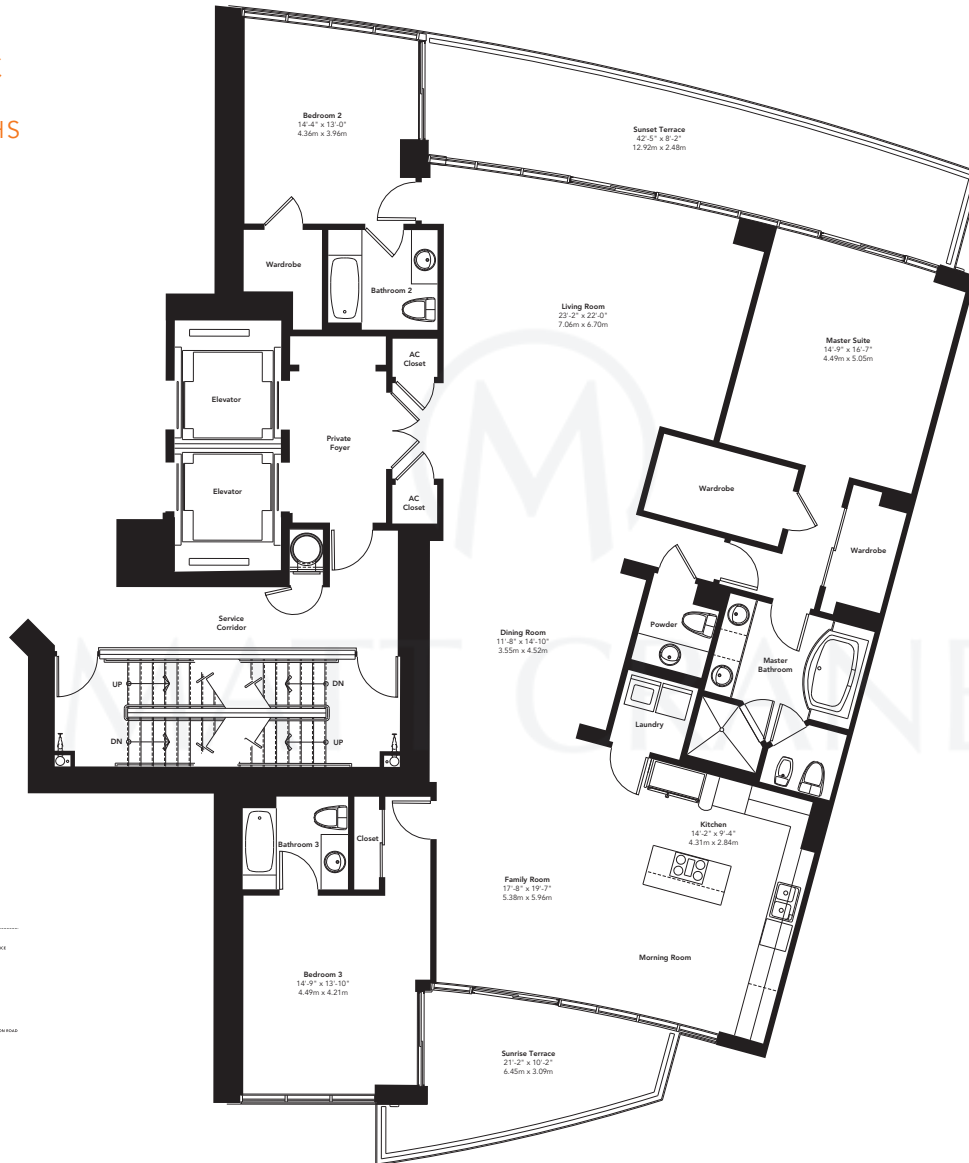 HS
Bedroom 2
14'-4" x 13'-0"
4.36m x 3.96m
Sunset Terrace
42'-5" x 8'-2"
12.92m x 2.48m
Wardrobe
Bathroom 2
Living Room
23'-2" x 22'-0"
7.06m x 6.70m
Master Suite
14'-9" x 16'-7"
4.49m x 5.05m
AC
Closet
Elevator
Private
Foyer
Elevator
AC
Closet
Wardrobe
Wardrobe
Service
Corridor
Powder
Dining Room
11'-8" x 14'-10"
3.55m x 4.52m
Master
Bathroom
UP
DN
DN
UP
Laundry
MATT CRANE
Kitchen
14'-2" x 9'-4"
4.31m x 2.84m
Bathroom 3
Closet
Family Room
17'-8" x 19'-7"
5.38m x 5.96m
Morning Room
Bedroom 3
14'-9" x 13'-10"
4.49m x 4.21m
Sunrise Terrace
21'-2" x 10'-2"
6.45m x 3.09m
ROAD